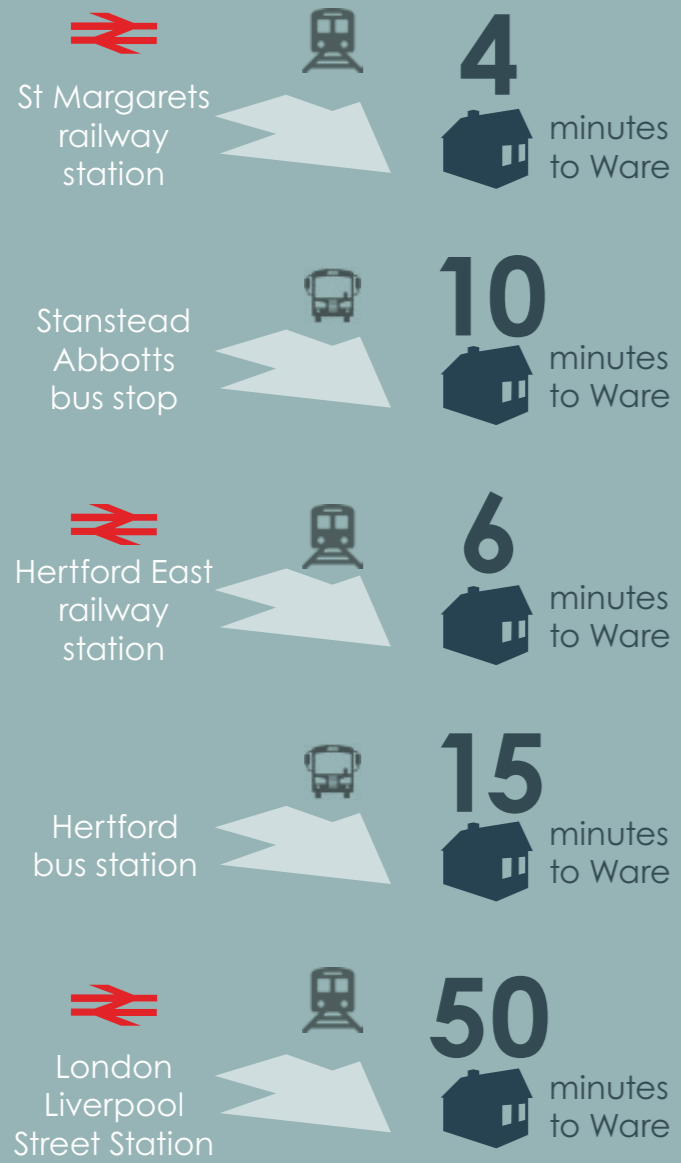 St Margarets
railway
station
4
minutes
to Ware
Stanstead
Abbotts
bus stop
10
minutes
to Ware
Hertford East
railway
station
6
minutes
to Ware
Hertford
bus station
15
minutes
to Ware
London
Liverpool
Street Station
50
minutes
to Ware